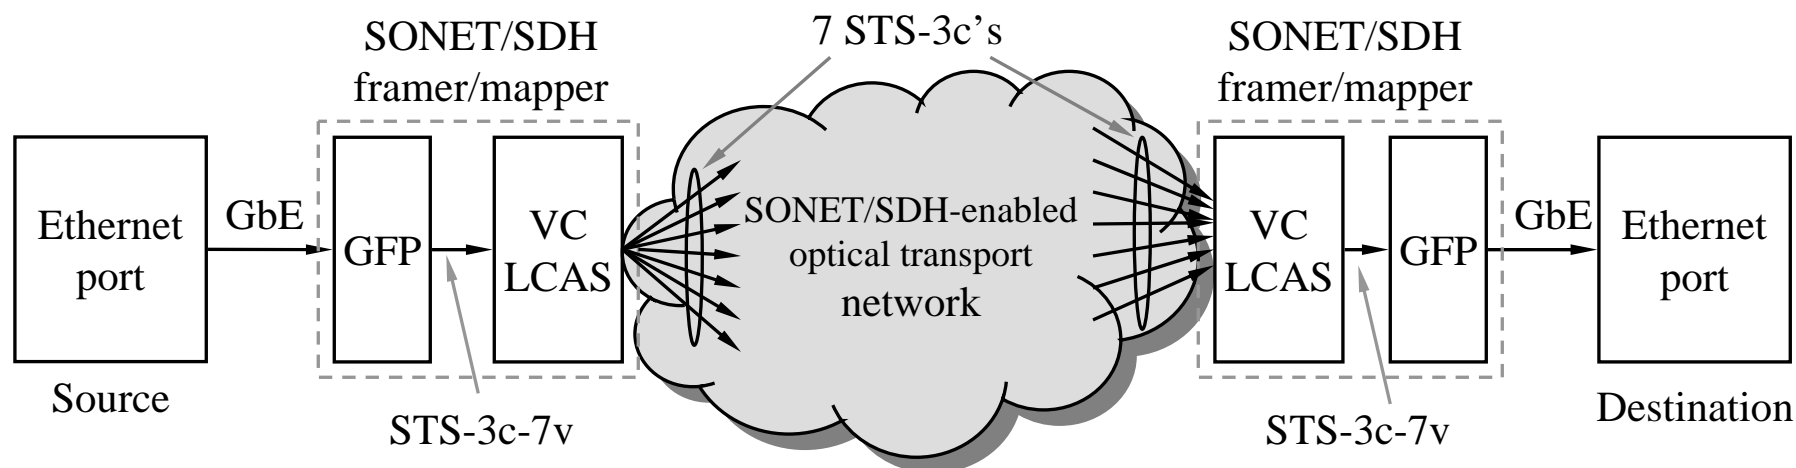 SONET/SDH
framer/mapper
7 STS-3c’s
SONET/SDH
framer/mapper
Ethernet
port
GbE
GFP
VC
LCAS
SONET/SDH-enabled
optical transport
network
VC
LCAS
GFP
GbE
Ethernet
port
Source
STS-3c-7v
STS-3c-7v
Destination